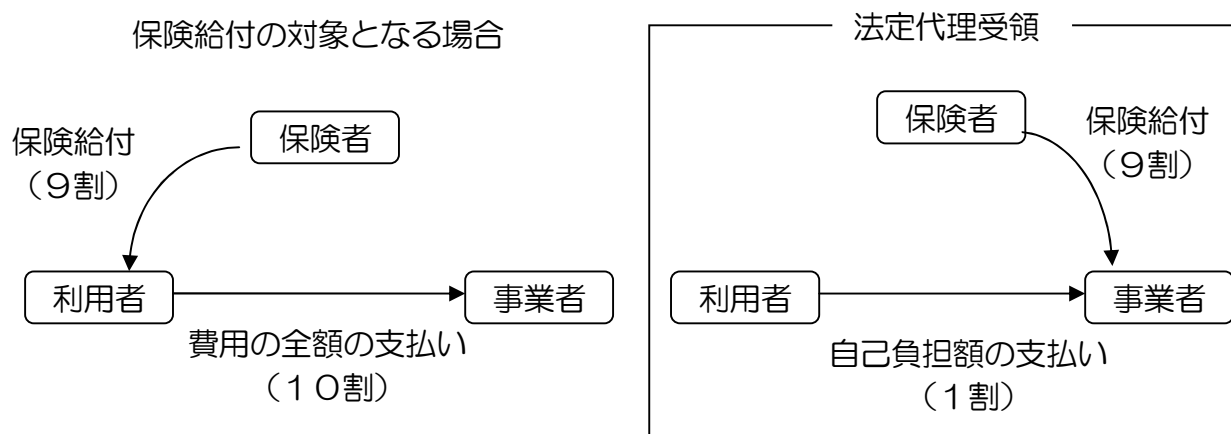 保険給付の対象となる場合
保険者
保険給付
（９割）
利用者
事業者
費用の全額の支払い
（１０割）
法定代理受領
保険者
保険給付
（９割）
利用者
事業者
自己負担額の支払い
（１割）